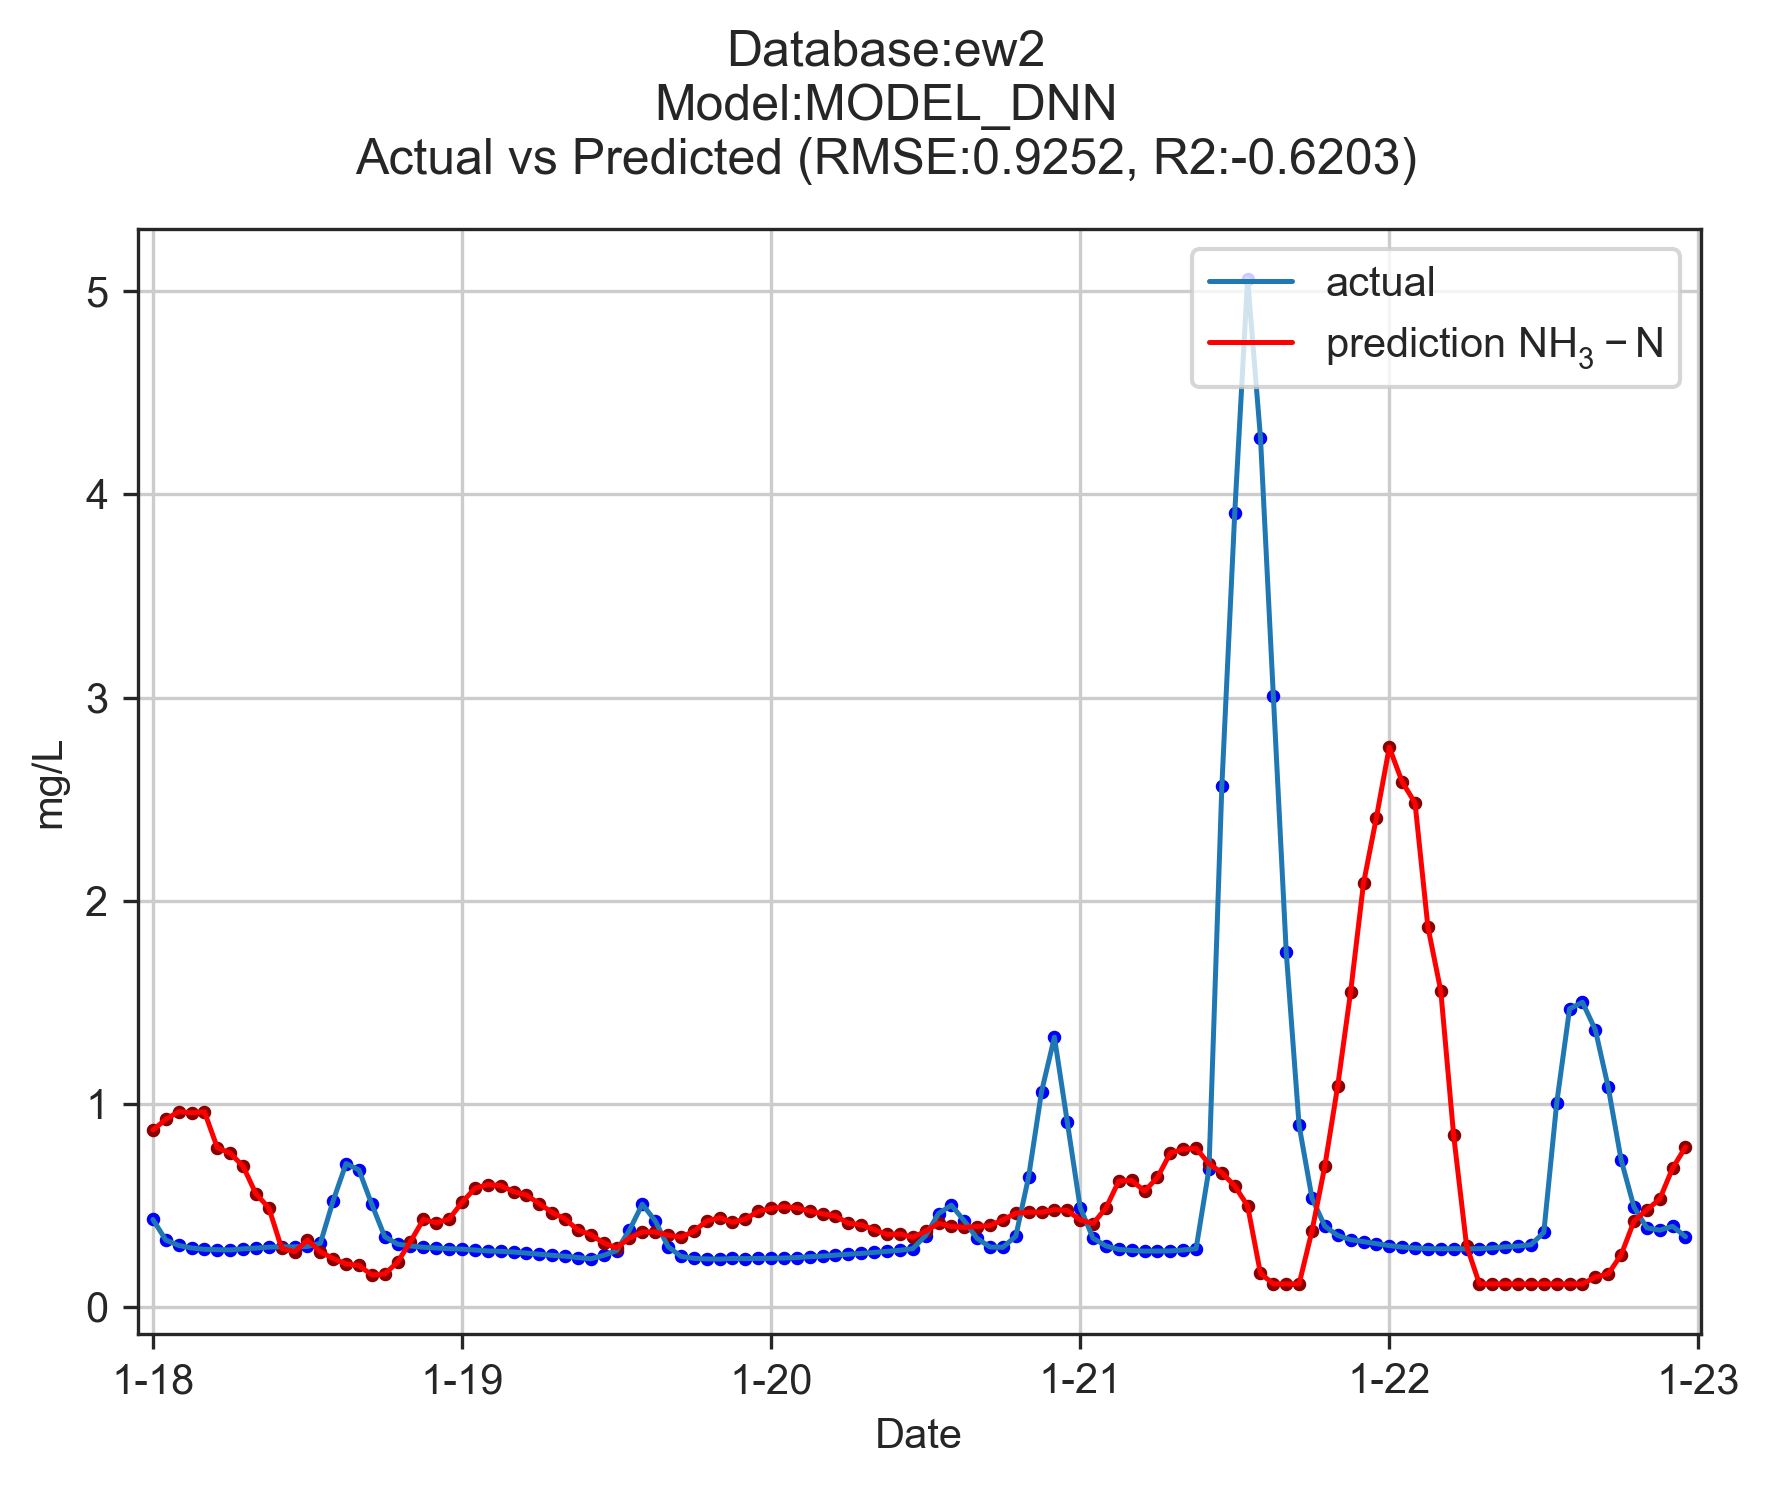 Database:ew2
Model:MODEL_DNN
Actual vs Predicted (RMSE:0.9252, R2:-0.6203)
actual
prediction NH₃ − N
5
4
3
2
1
0
mg/L
1-18 1-19 1-20 1-21 1-22 1-23
Date